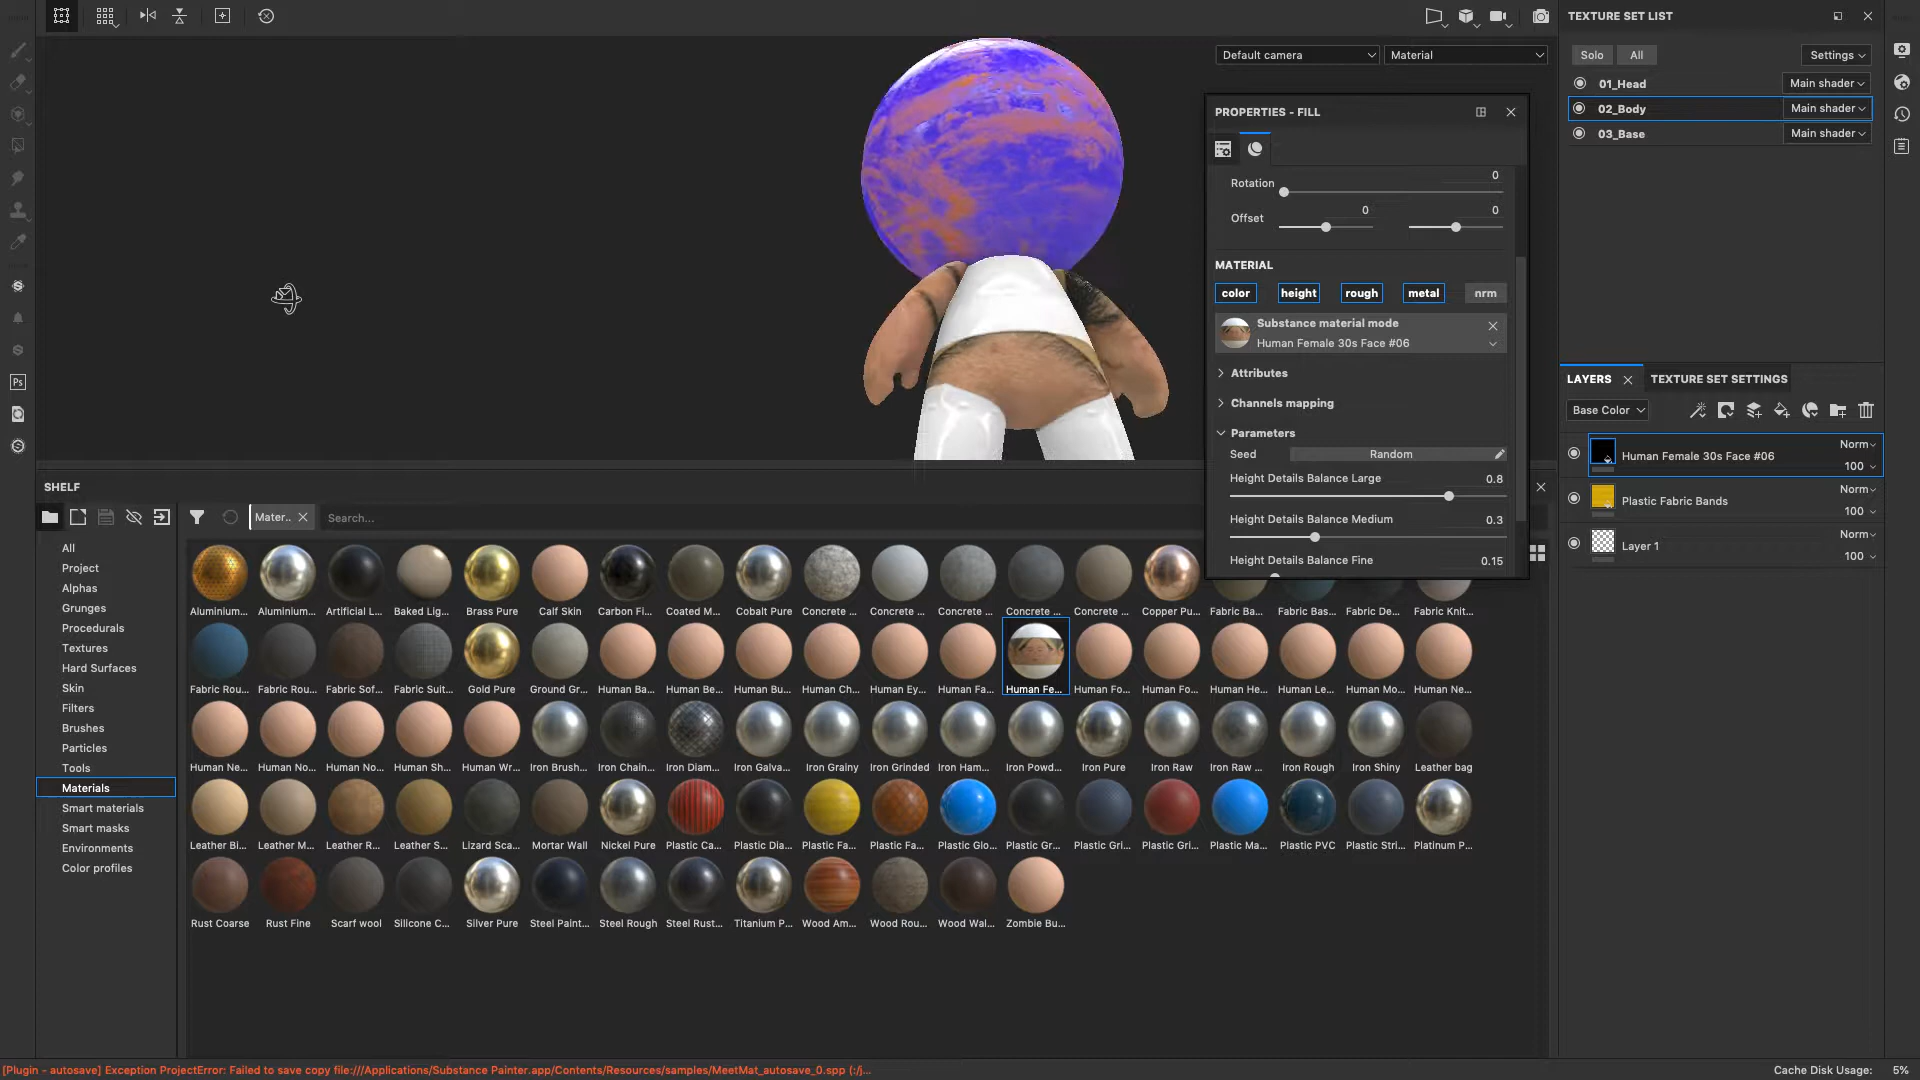 TEXTURE SET LIST
Default camera
Material
Solo
All
Settings
01_Head
Main shader
02_Body
Main shader
03_Base
Main shader
PROPERTIES - FILL
Rotation
0
Offset
0
0
MATERIAL
color
height
rough
metal
nrm
Substance material mode
Human Female 30s Face #06
Attributes
Channels mapping
Parameters
Seed
Random
Height Details Balance Large
0.8
Height Details Balance Medium
0.3
Height Details Balance Fine
0.15
LAYERS
TEXTURE SET SETTINGS
Base Color
Human Female 30s Face #06
Norm
100
Plastic Fabric Bands
Norm
100
Layer 1
Norm
100
Ps
SHELF
Mater..
Search...
All
Project
Alphas
Grunges
Procedurals
Textures
Hard Surfaces
Skin
Filters
Brushes
Particles
Tools
Materials
Smart materials
Smart masks
Environments
Color profiles
Aluminium... Aluminium... Artificial L... Baked Lig... Brass Pure Calf Skin Carbon Fi... Coated M... Cobalt Pure Concrete ... Concrete ... Concrete ... Concrete ... Concrete ... Copper Pu... Fabric Ba... Fabric Bas... Fabric De... Fabric Knit...
Fabric Rou... Fabric Rou... Fabric Sof... Fabric Suit... Gold Pure Ground Gr... Human Ba... Human Be... Human Bu... Human Ch... Human Ey... Human Fa... Human Fe... Human Fo... Human Fo... Human He... Human Le... Human Mo... Human Ne...
Human Ne... Human No... Human No... Human Sh... Human Wr... Iron Brush... Iron Chain... Iron Diam... Iron Galva... Iron Grainy Iron Grinded Iron Ham... Iron Powd... Iron Pure Iron Raw Iron Raw ... Iron Rough Iron Shiny Leather bag
Leather Bi... Leather M... Leather R... Leather S... Lizard Sca... Mortar Wall Nickel Pure Plastic Ca... Plastic Dia... Plastic Fa... Plastic Fa... Plastic Glo... Plastic Gr... Plastic Gri... Plastic Gri... Plastic Ma... Plastic PVC Plastic Stri... Platinum P...
Rust Coarse Rust Fine Scarf wool Silicone C... Silver Pure Steel Paint... Steel Rough Steel Rust... Titanium P... Wood Am... Wood Rou... Wood Wal... Zombie Bu...
[Plugin - autosave] Exception ProjectError: Failed to save copy file:///Applications/Substance Painter.app/Contents/Resources/samples/MeetMat_autosave_0.spp (:/j...
Cache Disk Usage: 5%